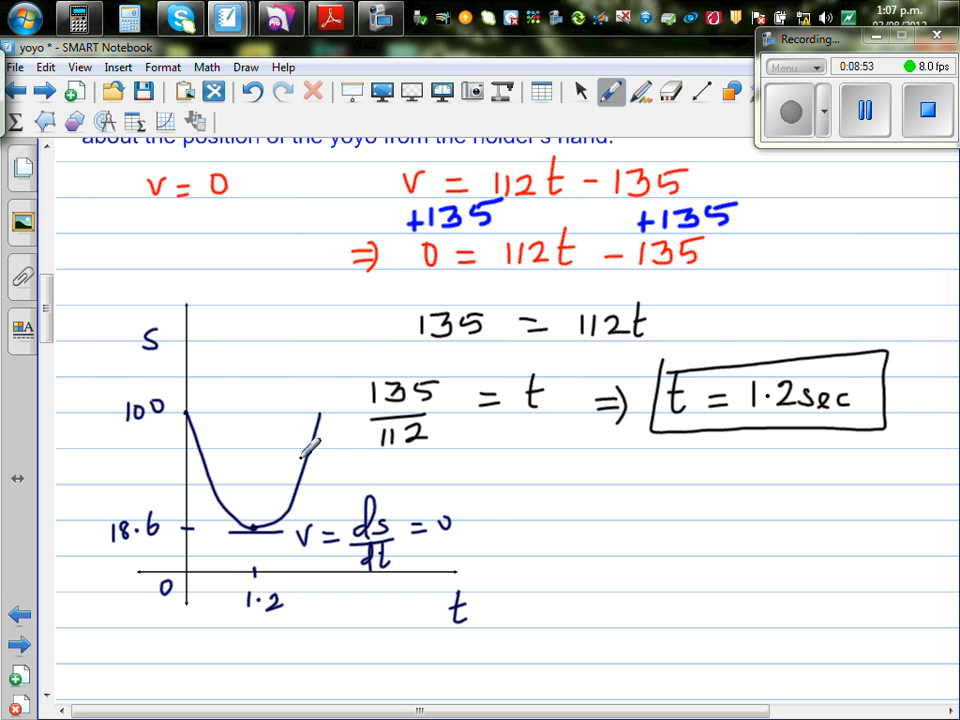 1:07 p.m.
yoyo * - SMART Notebook
Recording...
File Edit View Insert Format Math Draw Help
Menu 0:08:53 8.0 fps
about the position of the yoyo from the holder's hand.
v = 0 v = 112t - 135
+135 +135
⇒ 0 = 112t - 135
S
135 = 112t
100
135/112 = t ⇒ t = 1.2sec
18.6 v = ds/dt = 0
0 1.2 t